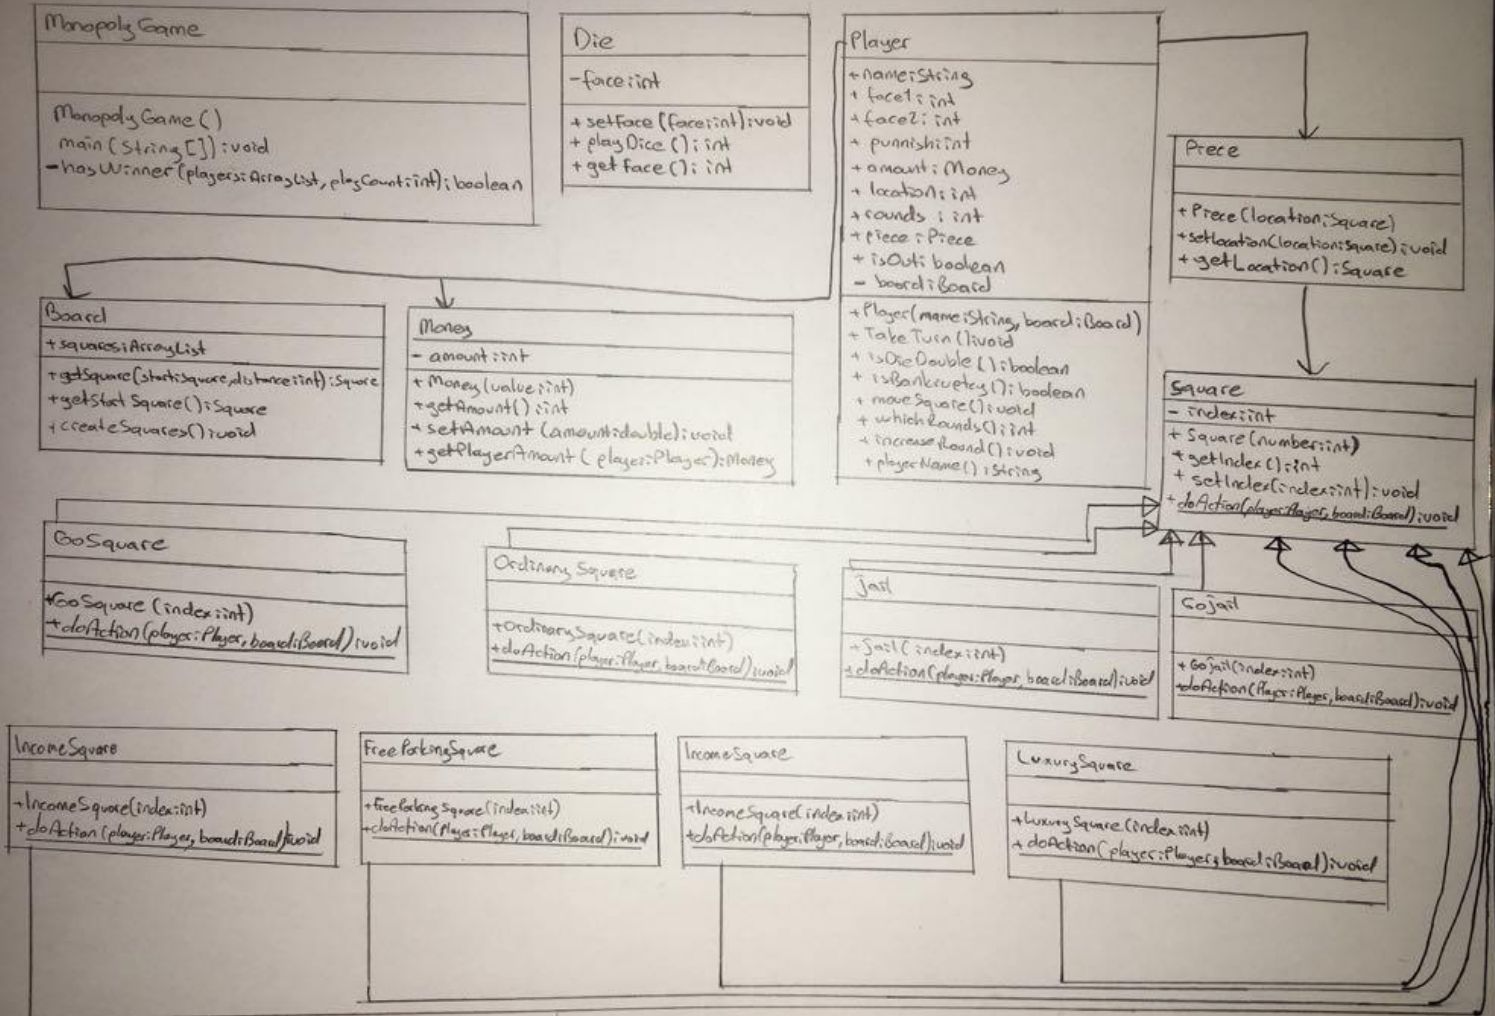 MonopolyGame
MonopolyGame()
main(String[]):void
-hasWinner(players:ArrayList, playCount:int):boolean
Die
-face:int
+setFace(face:int):void
+playDice():int
+getFace():int
Player
+name:String
+face1:int
+face2:int
+punnish:int
+amount:Money
+location:int
+rounds:int
+piece:Piece
+isOut:boolean
-board:Board
+Player(name:String, board:Board)
+TakeTurn():void
+isDieDouble():boolean
+isBankruptcy():boolean
+moveSquare():void
+whichRounds():int
+increaseRound():void
+playerName():String
Piece
+Piece(location:Square)
+setLocation(location:Square):void
+getLocation():Square
Board
+squares:ArrayList
+getSquare(start:Square,distance:int):Square
+getStartSquare():Square
+createSquares():void
Money
-amount:int
+Money(value:int)
+getAmount():int
+setAmount(amount:double):void
+getPlayerAmount(player:Player):Money
Square
-index:int
+Square(number:int)
+getIndex():int
+setIndex(index:int):void
+doAction(player:Player, board:Board):void
GoSquare
+GoSquare(index:int)
+doAction(player:Player, board:Board):void
OrdinarySquare
+OrdinarySquare(index:int)
+doAction(player:Player, board:Board):void
Jail
+Jail(index:int)
+doAction(player:Player, board:Board):void
GoJail
+GoJail(index:int)
+doAction(Player:Player, board:Board):void
IncomeSquare
+IncomeSquare(index:int)
+doAction(player:Player, board:Board):void
FreeParkingSquare
+FreeParkingSquare(index:int)
+doAction(Player:Player, board:Board):void
IncomeSquare
+IncomeSquare(index:int)
+doAction(player:Player, board:Board):void
LuxurySquare
+LuxurySquare(index:int)
+doAction(player:Player, board:Board):void